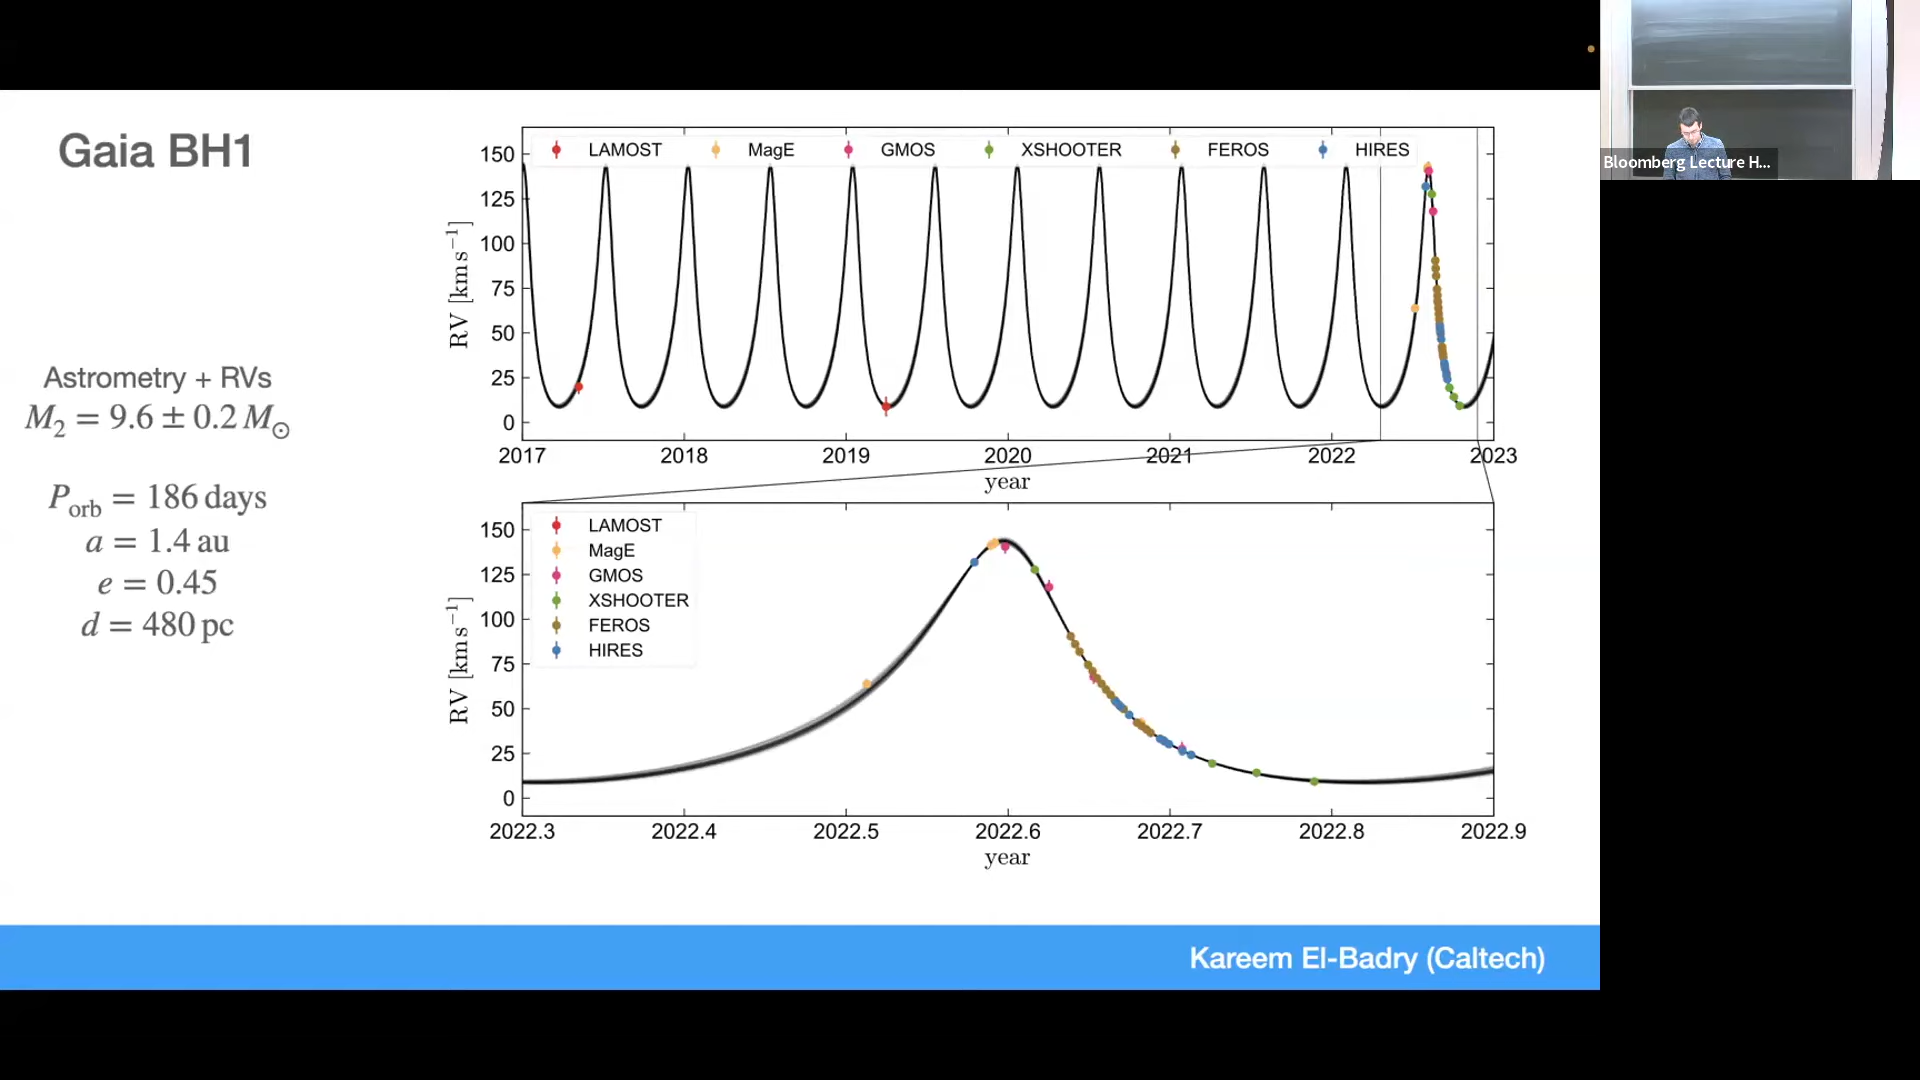 Gaia BH1
Astrometry + RVs
M₂ = 9.6 ± 0.2 M⊙
P_orb = 186 days
a = 1.4 au
e = 0.45
d = 480 pc
LAMOST MagE GMOS XSHOOTER FEROS HIRES
RV [km s⁻¹]
150
125
100
75
50
25
0
2017 2018 2019 2020 2021 2022 2023
year
LAMOST
MagE
GMOS
XSHOOTER
FEROS
HIRES
RV [km s⁻¹]
150
125
100
75
50
25
0
2022.3 2022.4 2022.5 2022.6 2022.7 2022.8 2022.9
year
Kareem El-Badry (Caltech)
Bloomberg Lecture H...